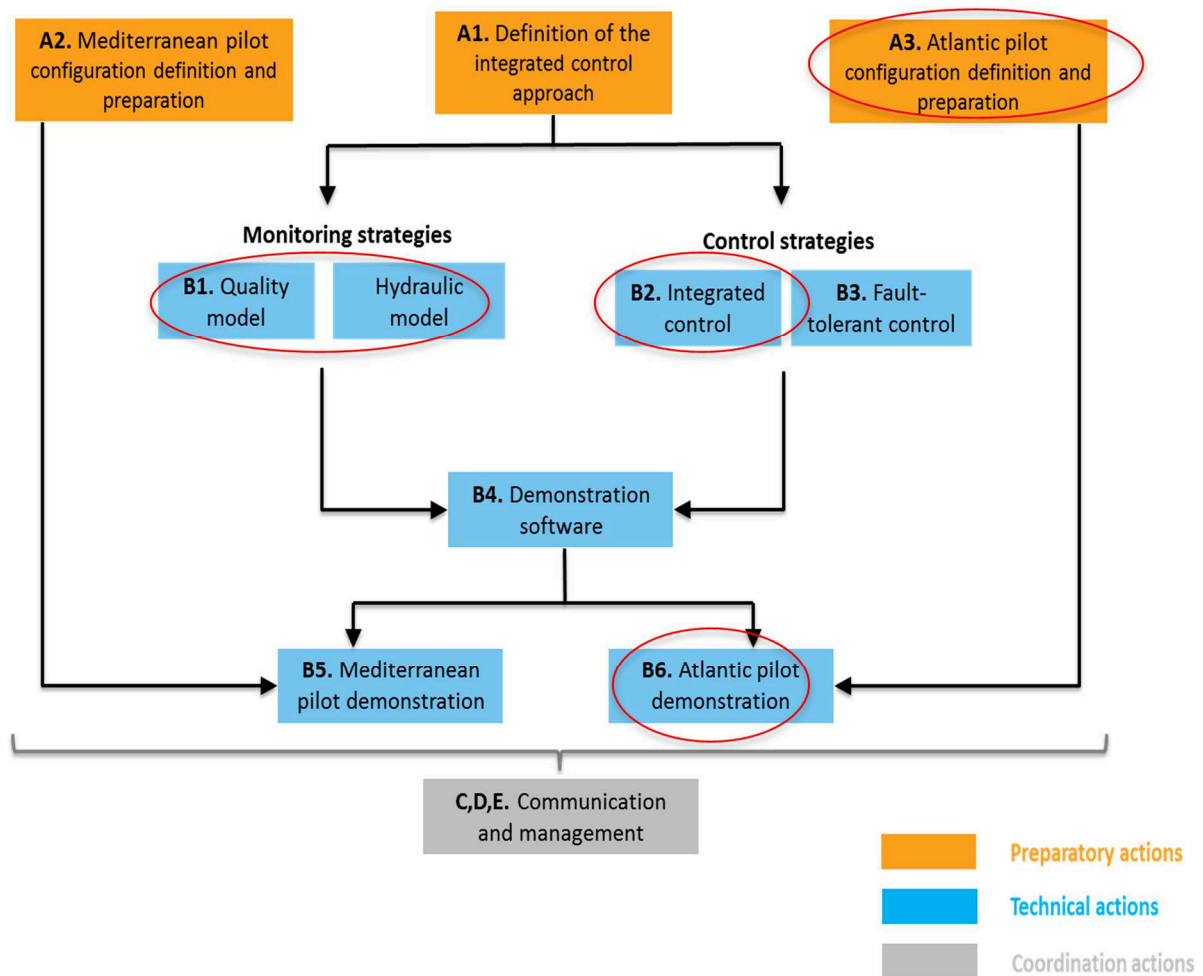 A2. Mediterranean pilot
configuration definition and
preparation
A1. Definition of the
integrated control
approach
A3. Atlantic pilot
configuration definition and
preparation
Monitoring strategies
Control strategies
B1. Quality
model
Hydraulic
model
B2. Integrated
control
B3. Fault-
tolerant control
B4. Demonstration
software
B5. Mediterranean
pilot demonstration
B6. Atlantic pilot
demonstration
C,D,E. Communication
and management
Preparatory actions
Technical actions
Coordination actions